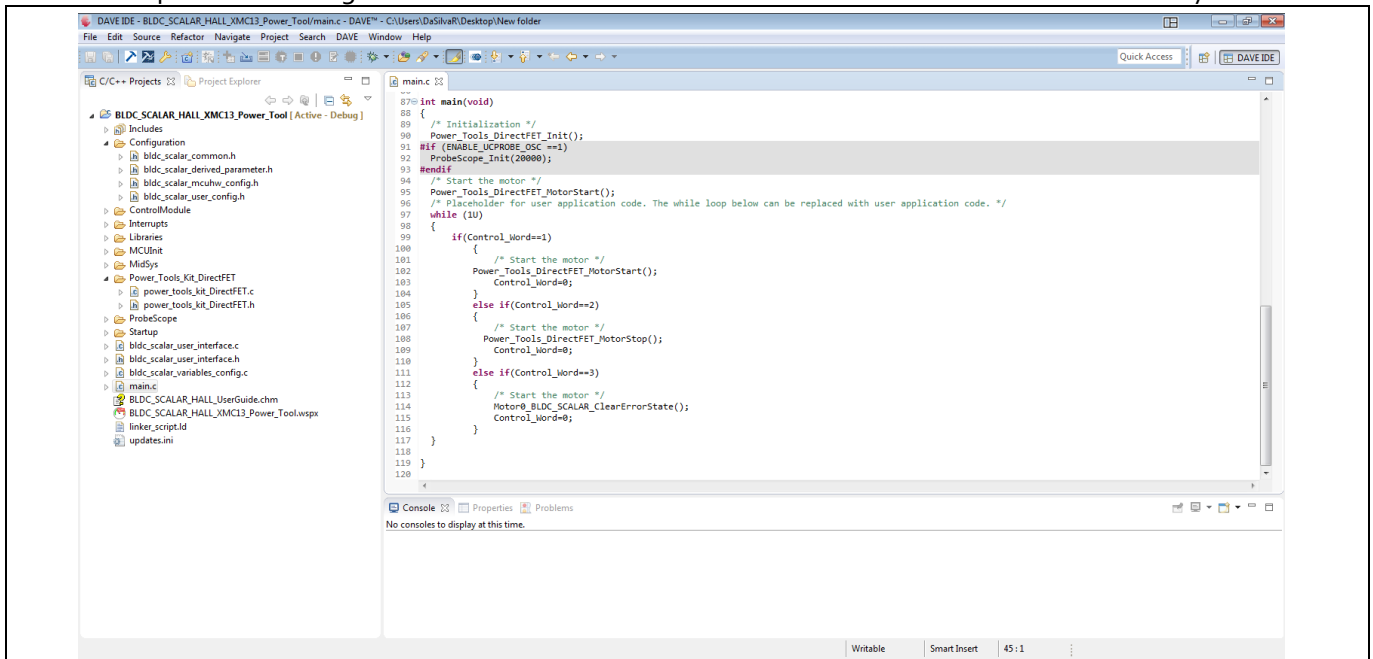 DAVE IDE - BLDC_SCALAR_HALL_XMC13_Power_Tool/main.c - DAVE™ - C:\Users\DaSilvaR\Desktop\New folder
File Edit Source Refactor Navigate Project Search DAVE Window Help
Quick Access
DAVE IDE
C/C++ Projects
Project Explorer
BLDC_SCALAR_HALL_XMC13_Power_Tool [ Active - Debug ]
Includes
Configuration
bldc_scalar_common.h
bldc_scalar_derived_parameter.h
bldc_scalar_mcuhw_config.h
bldc_scalar_user_config.h
ControlModule
Interrupts
Libraries
MCUInit
MidSys
Power_Tools_Kit_DirectFET
power_tools_kit_DirectFET.c
power_tools_kit_DirectFET.h
ProbeScope
Startup
bldc_scalar_user_interface.c
bldc_scalar_user_interface.h
bldc_scalar_variables_config.c
main.c
BLDC_SCALAR_HALL_UserGuide.chm
BLDC_SCALAR_HALL_XMC13_Power_Tool.wspx
linker_script.ld
updates.ini
main.c
87 int main(void)
88 {
89 /* Initialization */
90 Power_Tools_DirectFET_Init();
91 #if (ENABLE_UCPROBE_OSC ==1)
92 ProbeScope_Init(20000);
93 #endif
94 /* Start the motor */
95 Power_Tools_DirectFET_MotorStart();
96 /* Placeholder for user application code. The while loop below can be replaced with user application code. */
97 while (1U)
98 {
99 if(Control_Word==1)
100 {
101 /* Start the motor */
102 Power_Tools_DirectFET_MotorStart();
103 Control_Word=0;
104 }
105 else if(Control_Word==2)
106 {
107 /* Start the motor */
108 Power_Tools_DirectFET_MotorStop();
109 Control_Word=0;
110 }
111 else if(Control_Word==3)
112 {
113 /* Start the motor */
114 Motor0_BLDC_SCALAR_ClearErrorState();
115 Control_Word=0;
116 }
117 }
118
119 }
120
Console Properties Problems
No consoles to display at this time.
Writable Smart Insert 45 : 1